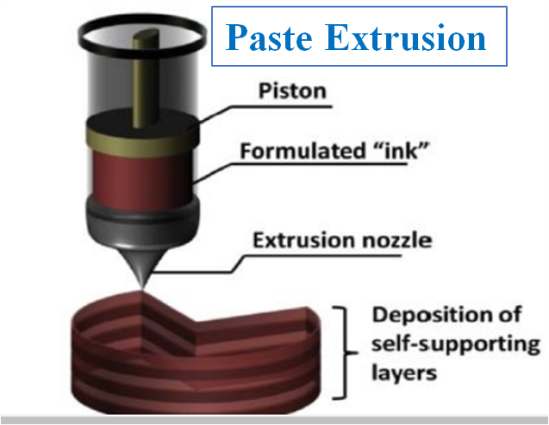 Paste Extrusion
Piston
Formulated “ink”
Extrusion nozzle
Deposition of
self-supporting
layers